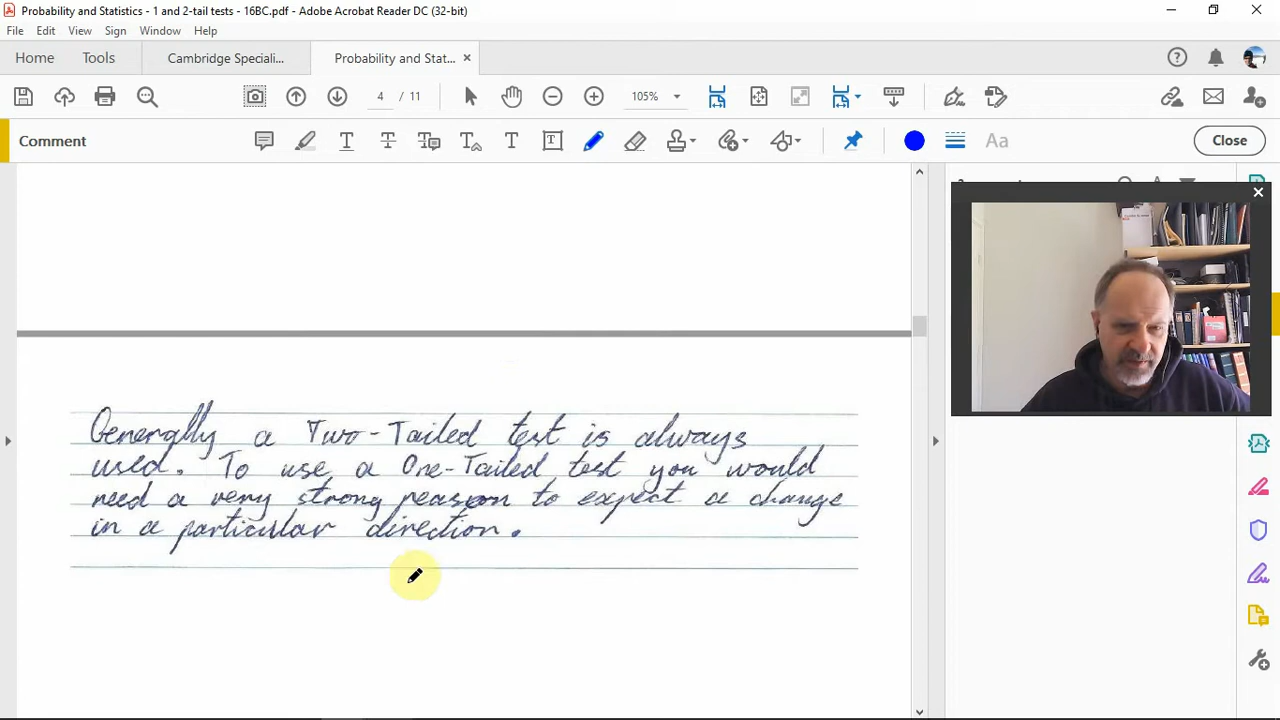 Probability and Statistics - 1 and 2-tail tests - 16BC.pdf - Adobe Acrobat Reader DC (32-bit)
File Edit View Sign Window Help
Home Tools Cambridge Speciali... Probability and Stat...
4 / 11 105%
Comment Aa Close
Generally a Two-Tailed test is always
used. To use a One-Tailed test you would
need a very strong reason to expect a change
in a particular direction.